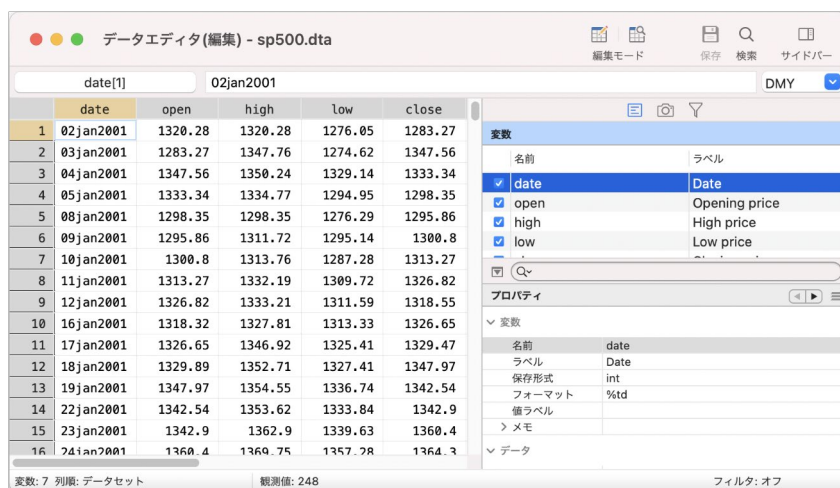 データエディタ(編集) - sp500.dta
編集モード 保存 検索 サイドバー
date[1] 02jan2001 DMY
date open high low close
1 02jan2001 1320.28 1320.28 1276.05 1283.27
2 03jan2001 1283.27 1347.76 1274.62 1347.56
3 04jan2001 1347.56 1350.24 1329.14 1333.34
4 05jan2001 1333.34 1334.77 1294.95 1298.35
5 08jan2001 1298.35 1298.35 1276.29 1295.86
6 09jan2001 1295.86 1311.72 1295.14 1300.8
7 10jan2001 1300.8 1313.76 1287.28 1313.27
8 11jan2001 1313.27 1332.19 1309.72 1326.82
9 12jan2001 1326.82 1333.21 1311.59 1318.55
10 16jan2001 1318.32 1327.81 1313.33 1326.65
11 17jan2001 1326.65 1346.92 1325.41 1329.47
12 18jan2001 1329.89 1352.71 1327.41 1347.97
13 19jan2001 1347.97 1354.55 1336.74 1342.54
14 22jan2001 1342.54 1353.62 1333.84 1342.9
15 23jan2001 1342.9 1362.9 1339.63 1360.4
16 24jan2001 1360.4 1369.75 1357.28 1364.3
変数
名前 ラベル
date Date
open Opening price
high High price
low Low price
プロパティ
変数
名前 date
ラベル Date
保存形式 int
フォーマット %td
値ラベル
メモ
データ
変数: 7 列順: データセット 観測値: 248 フィルタ: オフ